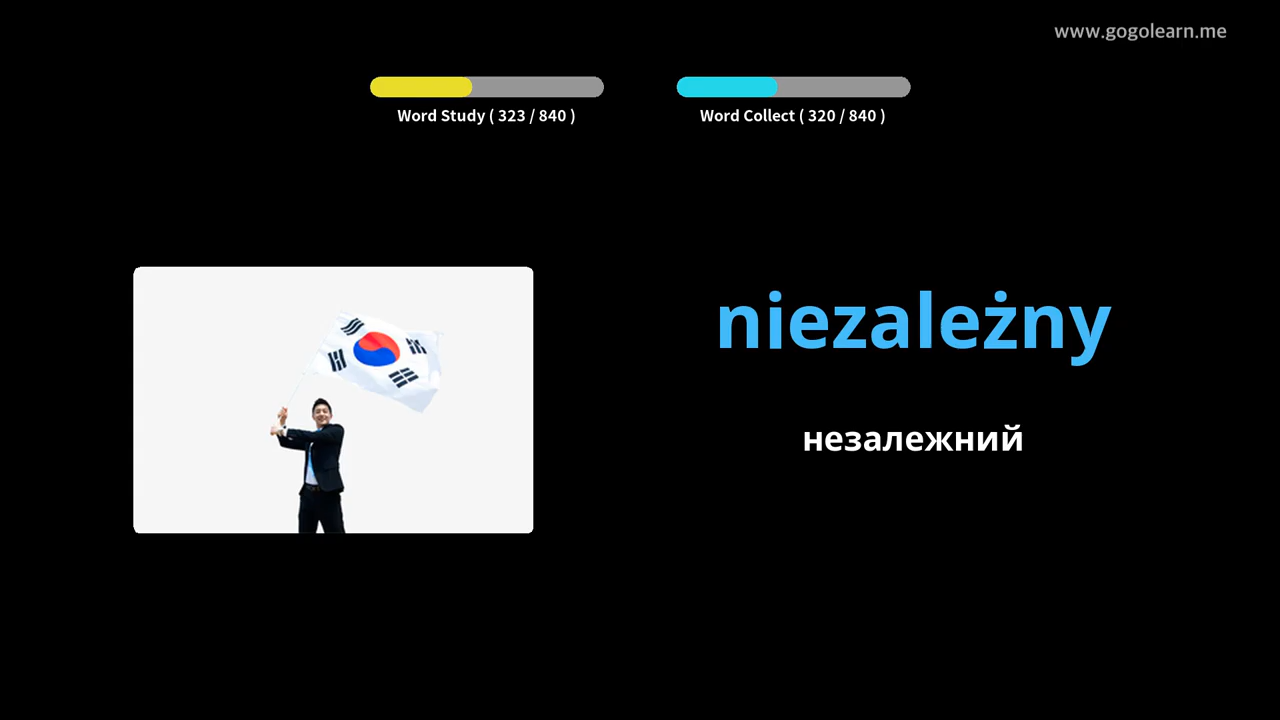 www.gogolearn.me
Word Study ( 323 / 840 )
Word Collect ( 320 / 840 )
niezależny
незалежний